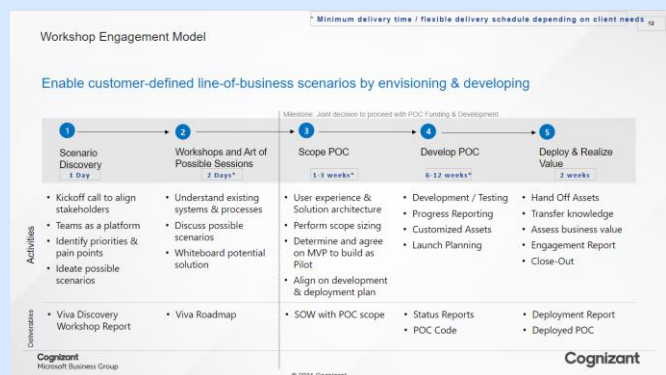 * Minimum delivery time / flexible delivery schedule depending on client needs
12
Workshop Engagement Model
Enable customer-defined line-of-business scenarios by envisioning & developing
Milestone: Joint decision to proceed with POC Funding & Development
1
2
3
4
5
Scenario
Discovery
1 Day
Workshops and Art of
Possible Sessions
2 Days*
Scope POC
1-3 weeks*
Develop POC
6-12 weeks*
Deploy & Realize
Value
2 weeks
Activities
• Kickoff call to align
stakeholders
• Teams as a platform
• Identify priorities &
pain points
• Ideate possible
scenarios
• Understand existing
systems & processes
• Discuss possible
scenarios
• Whiteboard potential
solution
• User experience &
Solution architecture
• Perform scope sizing
• Determine and agree
on MVP to build as
Pilot
• Align on development
& deployment plan
• Development / Testing
• Progress Reporting
• Customized Assets
• Launch Planning
• Hand Off Assets
• Transfer knowledge
• Assess business value
• Engagement Report
• Close-Out
Deliverables
• Viva Discovery
Workshop Report
• Viva Roadmap
• SOW with POC scope
• Status Reports
• POC Code
• Deployment Report
• Deployed POC
Cognizant
Microsoft Business Group
Cognizant